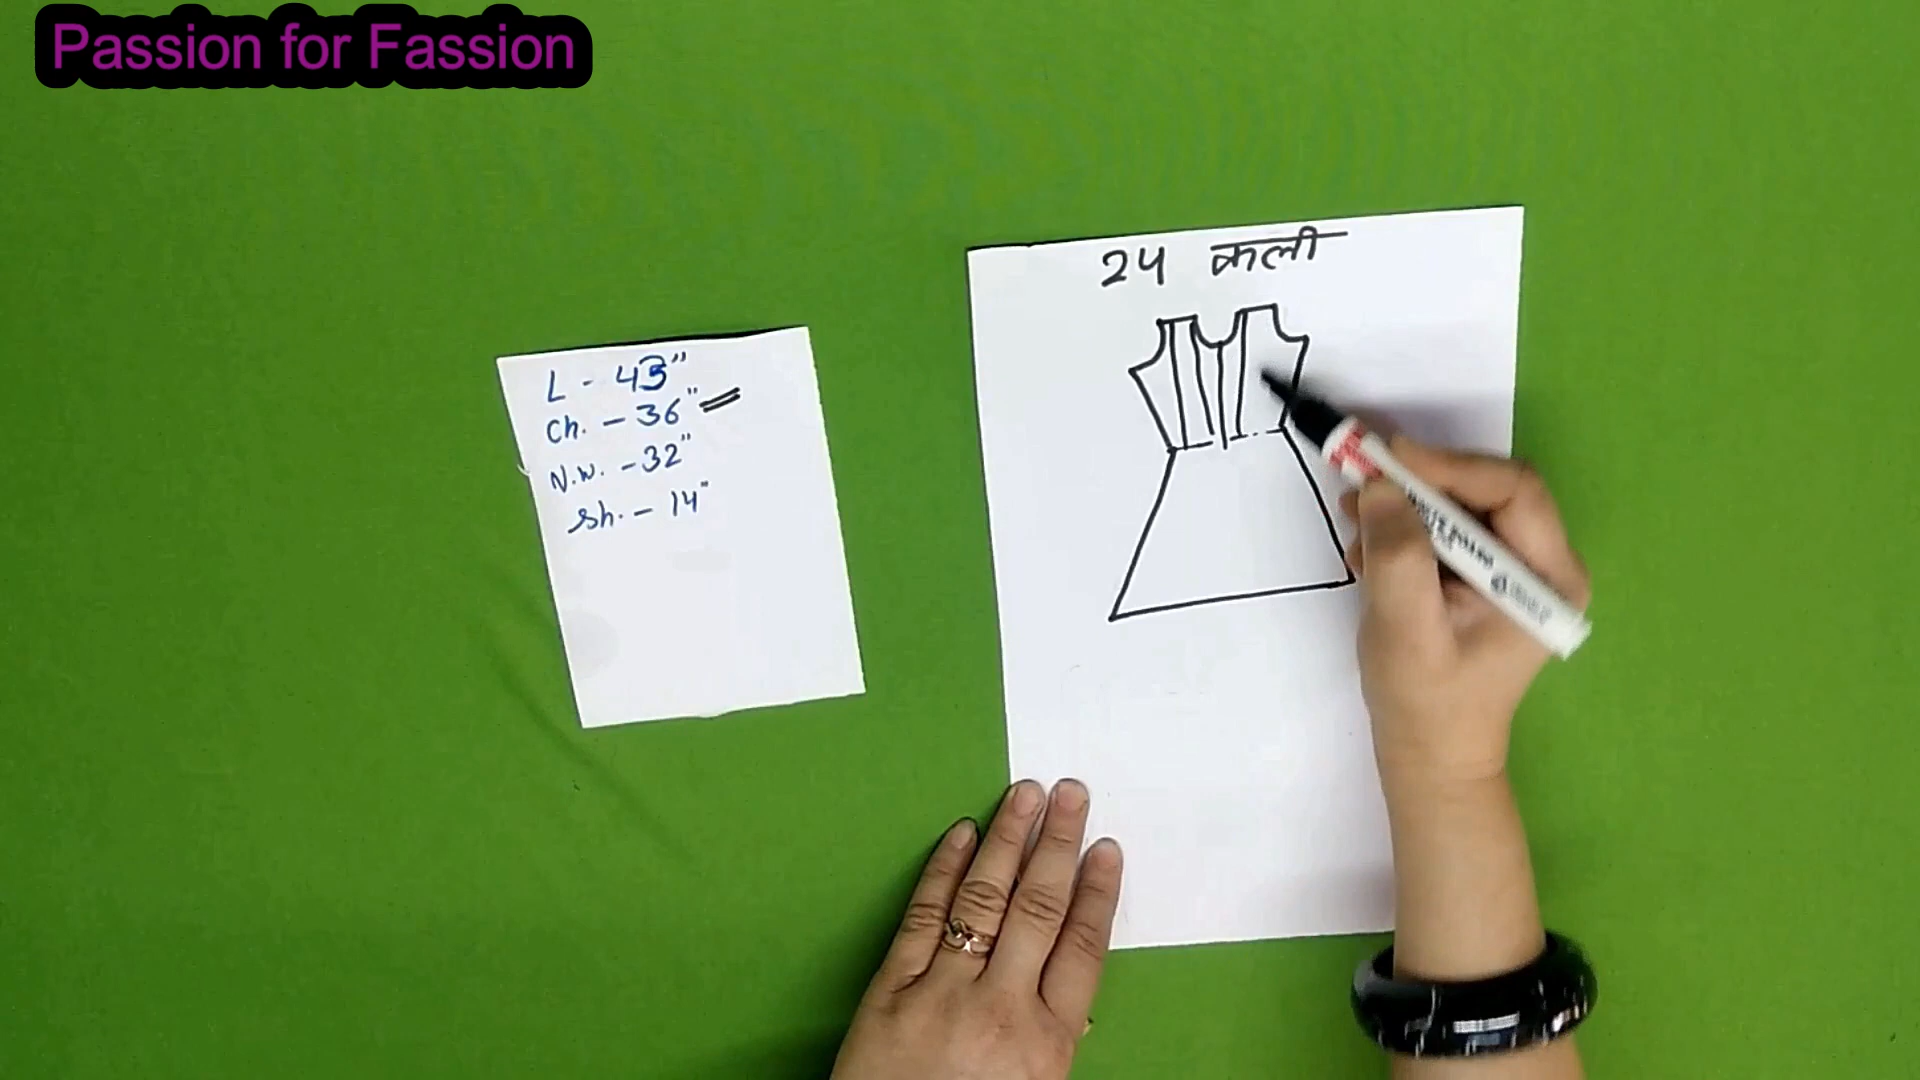 Passion for Fassion
L - 43"
Ch. - 36"
N.W. - 32"
Sh. - 14"
24 कली